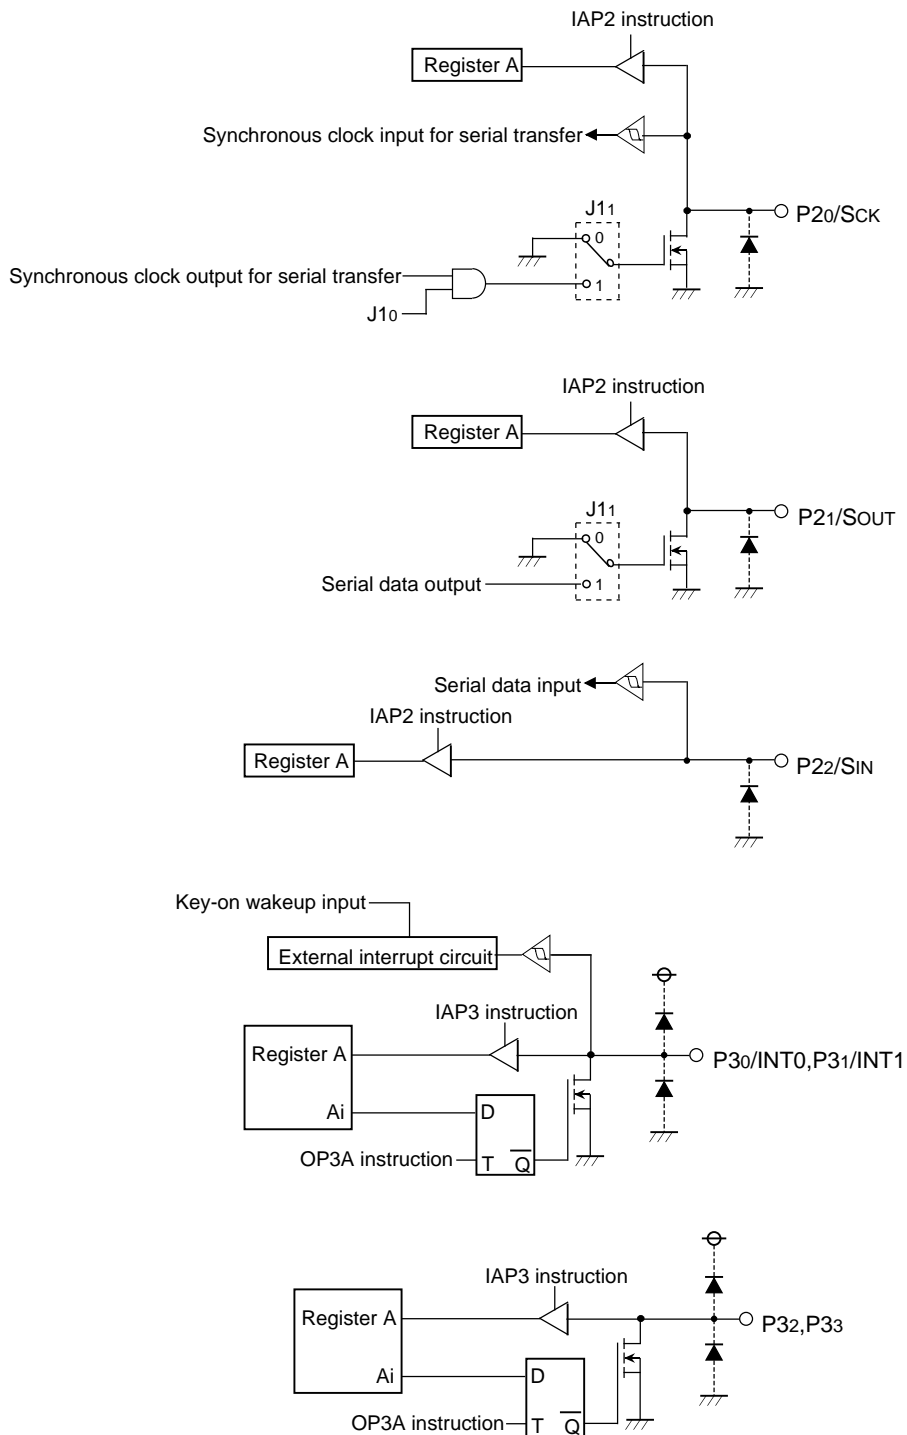 IAP2 instruction
Register A
Synchronous clock input for serial transfer
P20/SCK
J11
0
Synchronous clock output for serial transfer
1
J10
IAP2 instruction
Register A
J11
P21/SOUT
0
Serial data output
1
Serial data input
IAP2 instruction
Register A
P22/SIN
Key-on wakeup input
External interrupt circuit
IAP3 instruction
Register A
P30/INT0,P31/INT1
Ai
D
OP3A instruction
T
Q
IAP3 instruction
Register A
P32,P33
Ai
D
OP3A instruction
T
Q